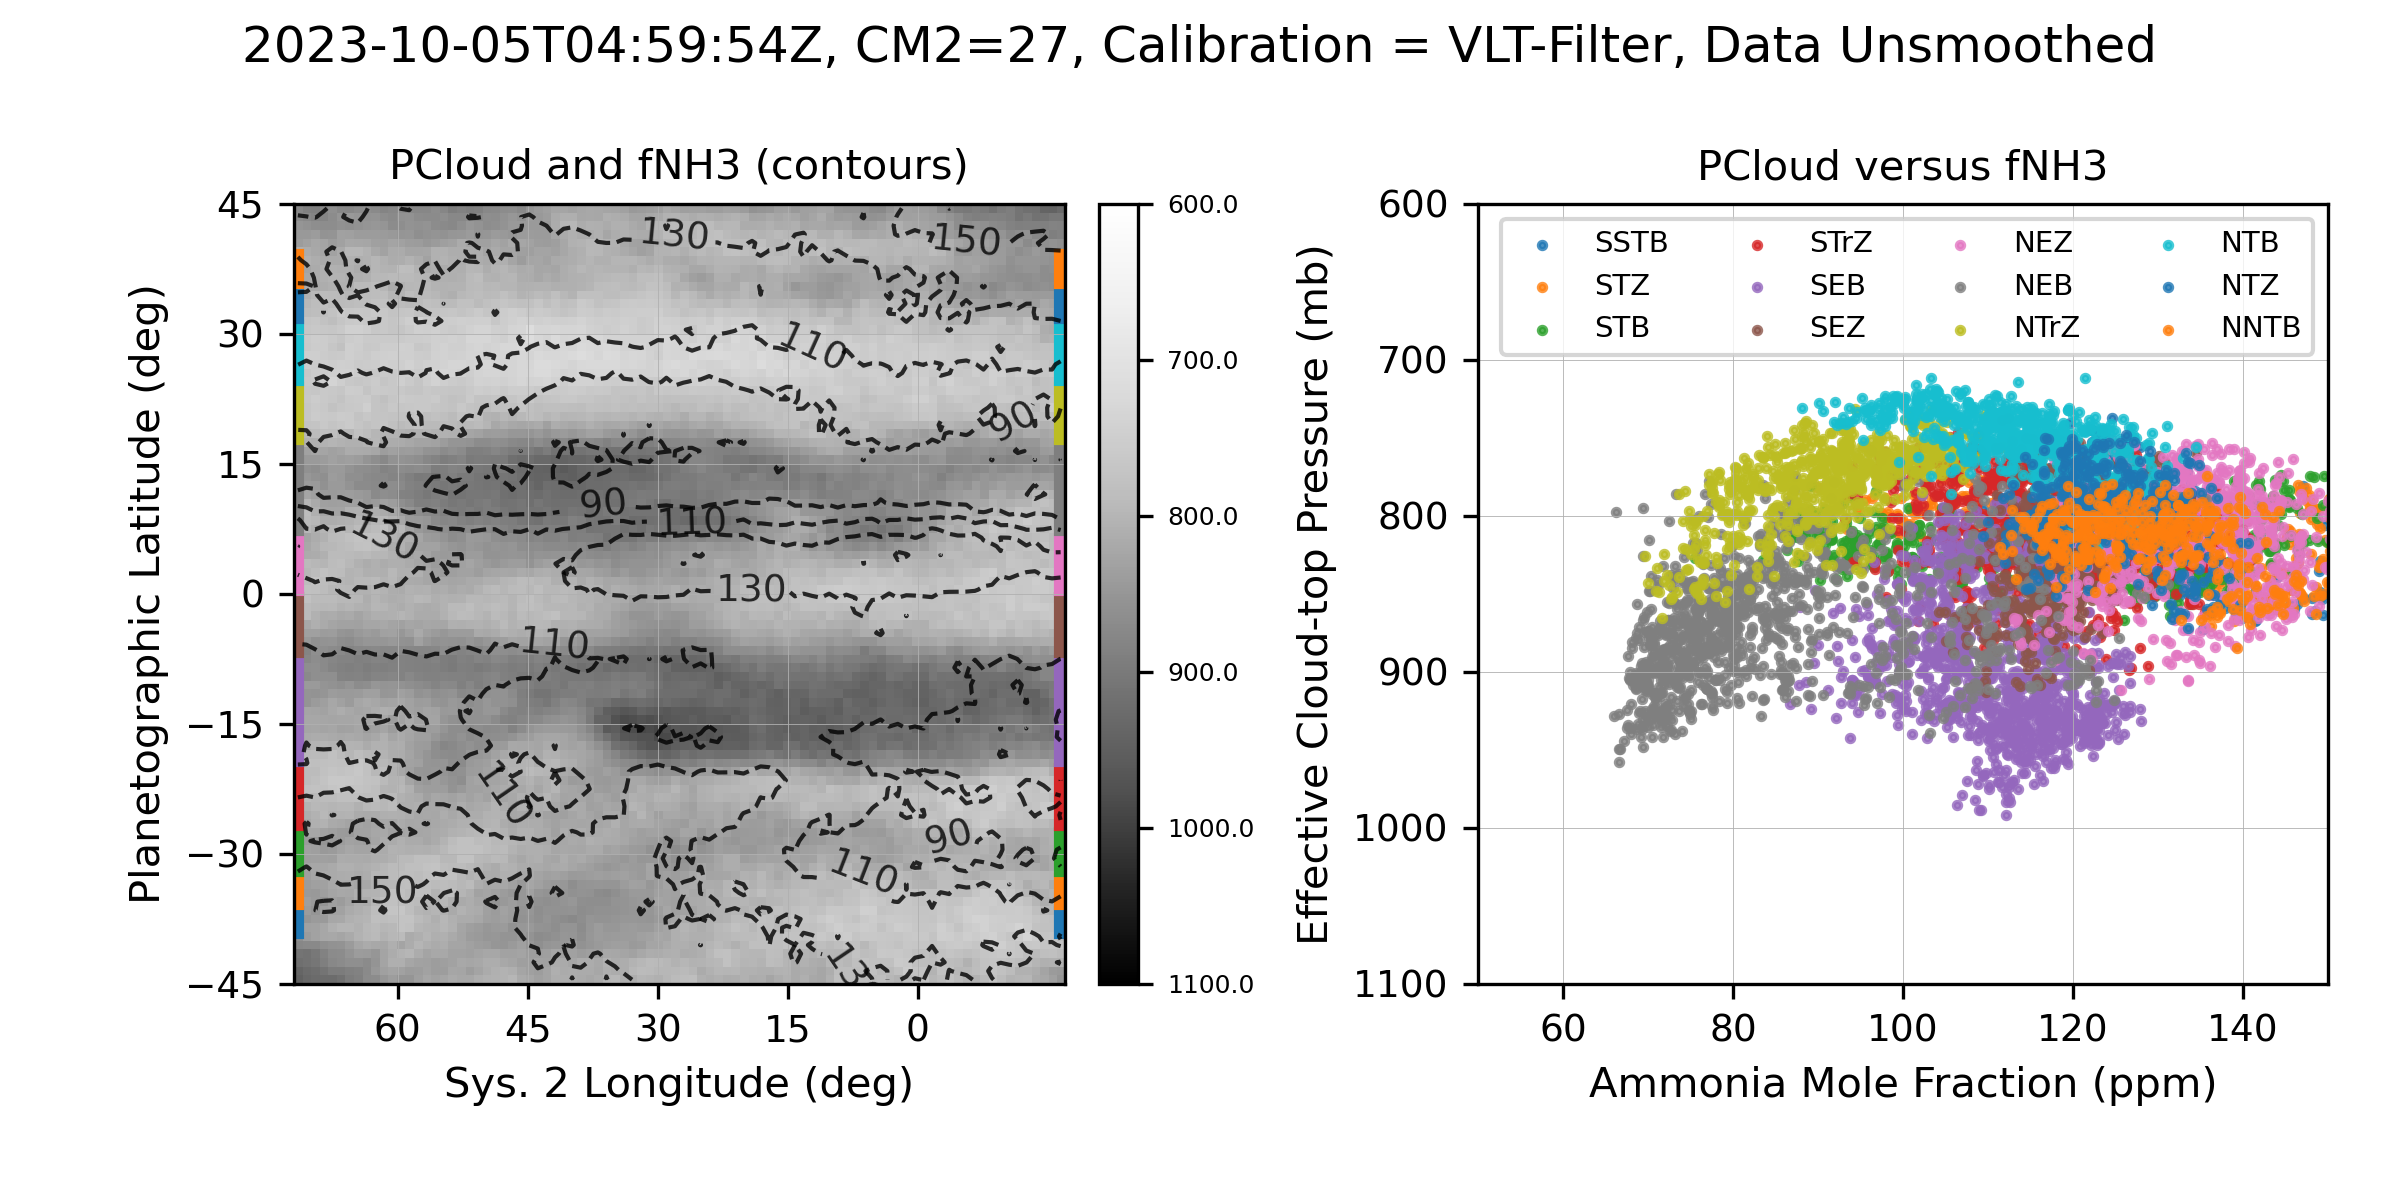 2023-10-05T04:59:54Z, CM2=27, Calibration = VLT-Filter, Data Unsmoothed
PCloud and fNH3 (contours)
Planetographic Latitude (deg)
45
30
15
0
−15
−30
−45
60
45
30
15
0
Sys. 2 Longitude (deg)
130
150
110
90
90
130
110
130
110
110
90
110
150
13
600.0
700.0
800.0
900.0
1000.0
1100.0
PCloud versus fNH3
Effective Cloud-top Pressure (mb)
600
700
800
900
1000
1100
SSTB
STZ
STB
STrZ
SEB
SEZ
NEZ
NEB
NTrZ
NTB
NTZ
NNTB
60
80
100
120
140
Ammonia Mole Fraction (ppm)